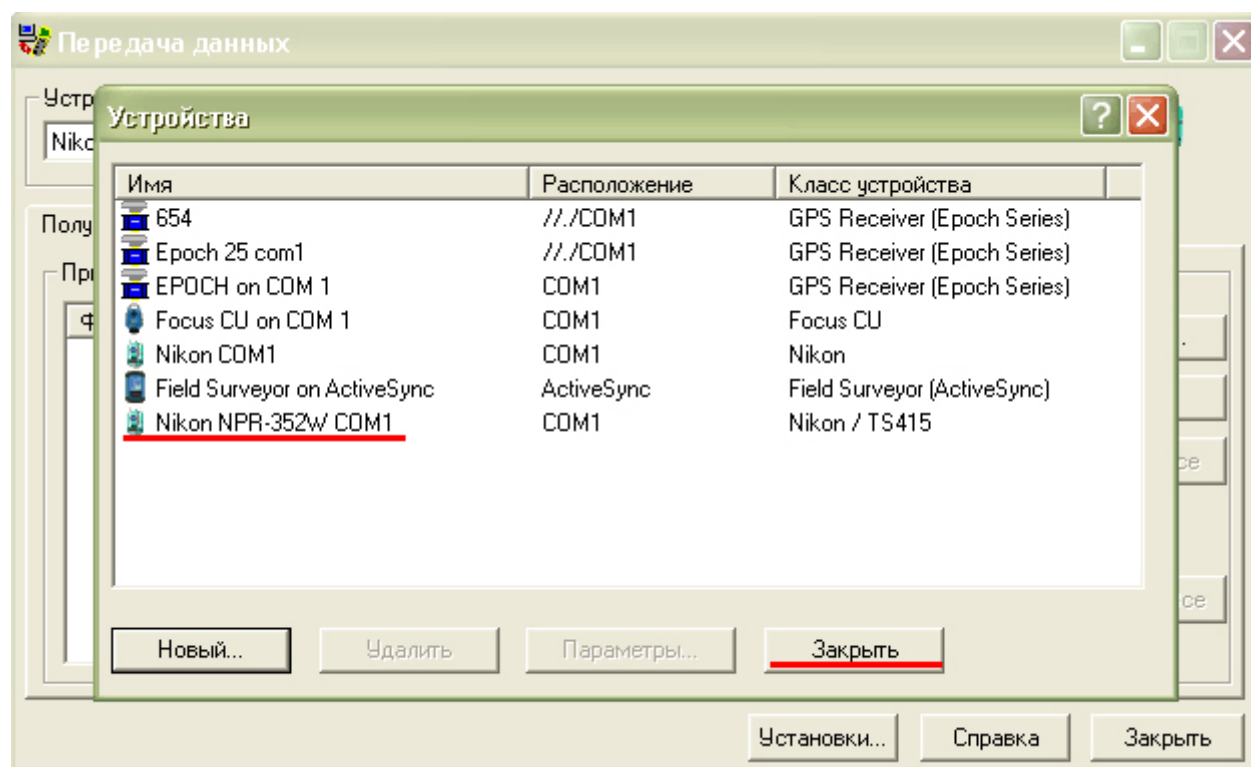 Передача данных
Устр
Устройства
Nikо
Имя Расположение Класс устройства
654 //./COM1 GPS Receiver (Epoch Series)
Epoch 25 com1 //./COM1 GPS Receiver (Epoch Series)
EPOCH on COM 1 COM1 GPS Receiver (Epoch Series)
Focus CU on COM 1 COM1 Focus CU
Nikon COM1 COM1 Nikon
Field Surveyor on ActiveSync ActiveSync Field Surveyor (ActiveSync)
Nikon NPR-352W COM1 COM1 Nikon / TS415
Полу
При
Ф
се
се
Новый... Удалить Параметры... Закрыть
Установки... Справка Закрыть